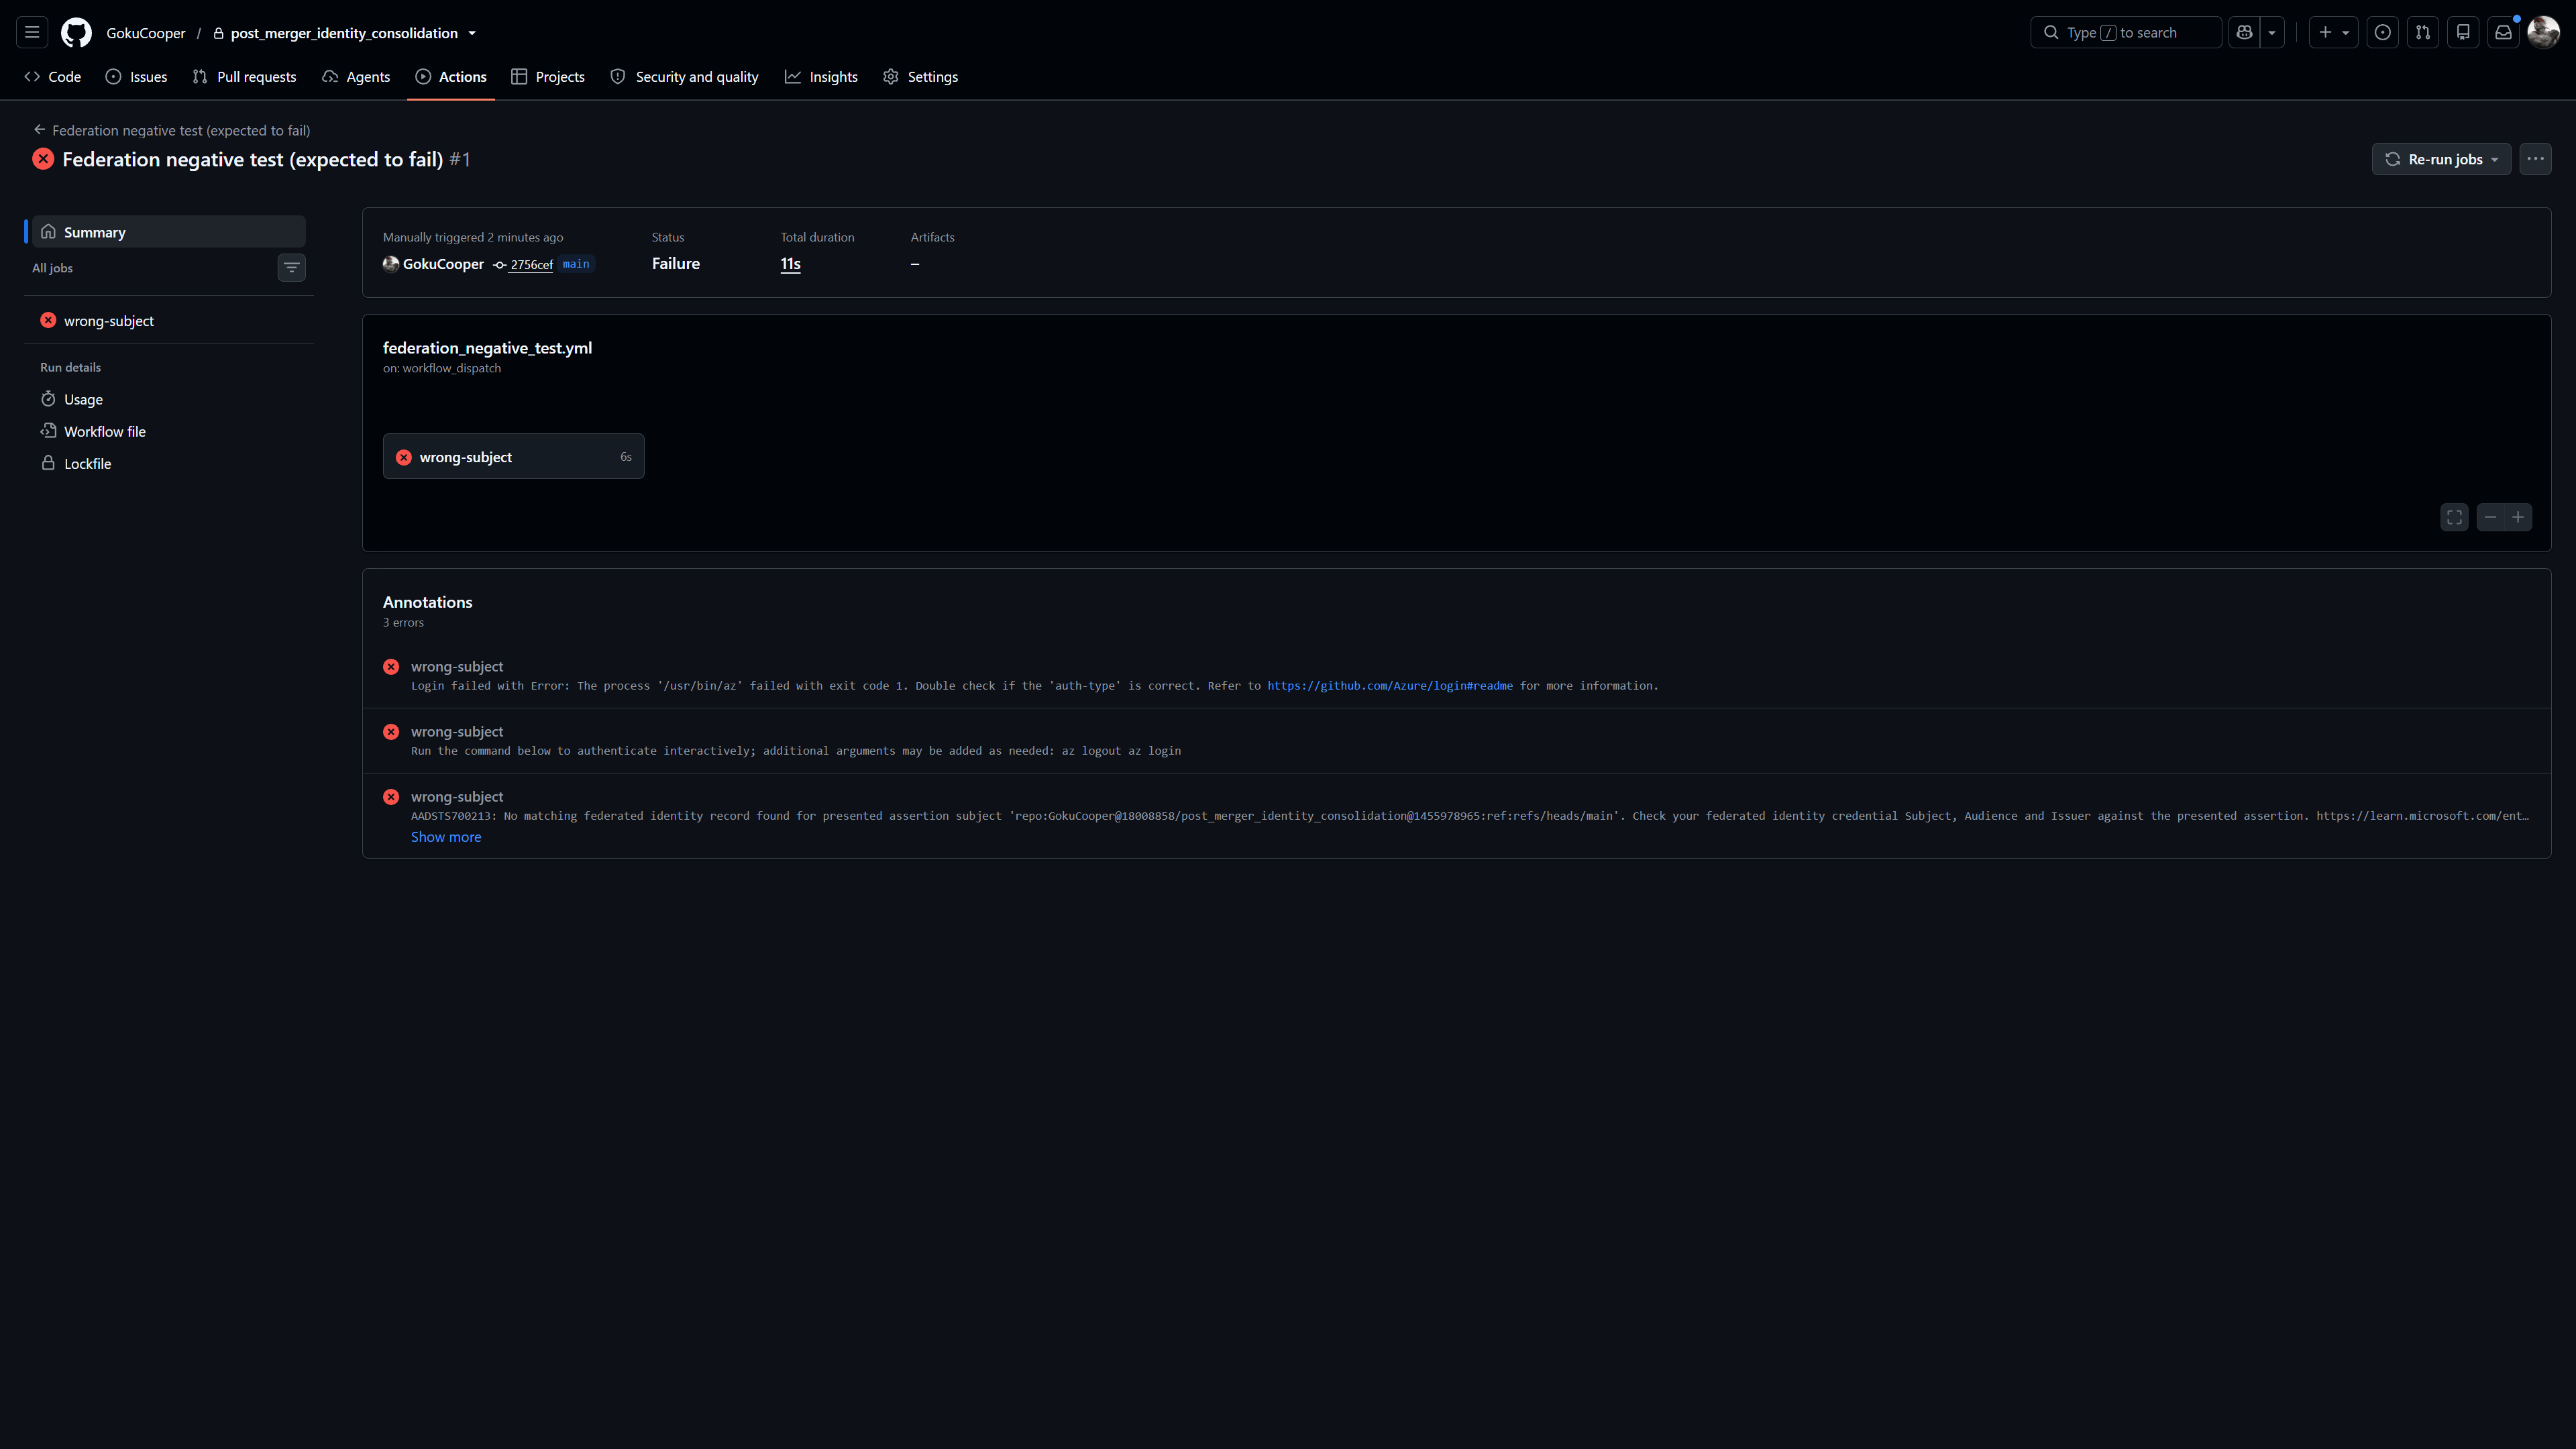 GokuCooper / post_merger_identity_consolidation
Type / to search
Code Issues Pull requests Agents Actions Projects Security and quality Insights Settings
Federation negative test (expected to fail)
Federation negative test (expected to fail) #1
Re-run jobs
Summary
All jobs
wrong-subject
Run details
Usage
Workflow file
Lockfile
Manually triggered 2 minutes ago
GokuCooper 2756cef main
Status
Failure
Total duration
11s
Artifacts
–
federation_negative_test.yml
on: workflow_dispatch
wrong-subject 6s
Annotations
3 errors
wrong-subject
Login failed with Error: The process '/usr/bin/az' failed with exit code 1. Double check if the 'auth-type' is correct. Refer to https://github.com/Azure/login#readme for more information.
wrong-subject
Run the command below to authenticate interactively; additional arguments may be added as needed: az logout az login
wrong-subject
AADSTS700213: No matching federated identity record found for presented assertion subject 'repo:GokuCooper@18008858/post_merger_identity_consolidation@1455978965:ref:refs/heads/main'. Check your federated identity credential Subject, Audience and Issuer against the presented assertion. https://learn.microsoft.com/ent…
Show more